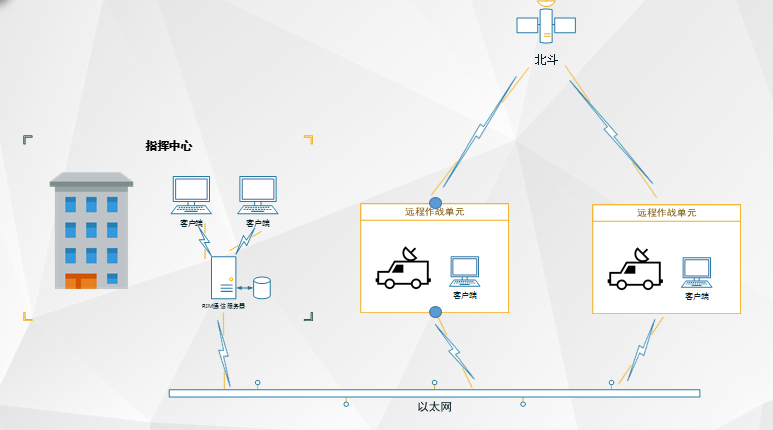 北斗
指挥中心
客户端
客户端
RIM通信服务器
远程作战单元
客户端
远程作战单元
客户端
以太网